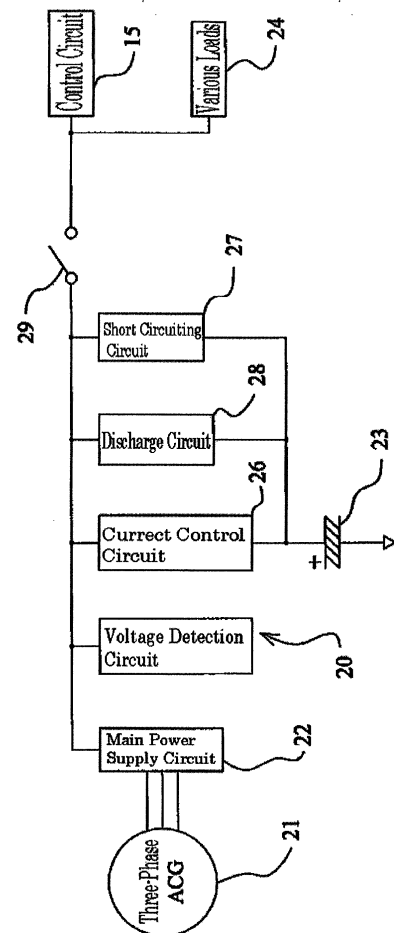 Control Circuit
15
Various Loads
24
29
Short Circuiting
Circuit
27
Discharge Circuit
28
Currect Control
Circuit
26
+
23
Voltage Detection
Circuit
20
Main Power
Supply Circuit
22
Three-Phase
ACG
21